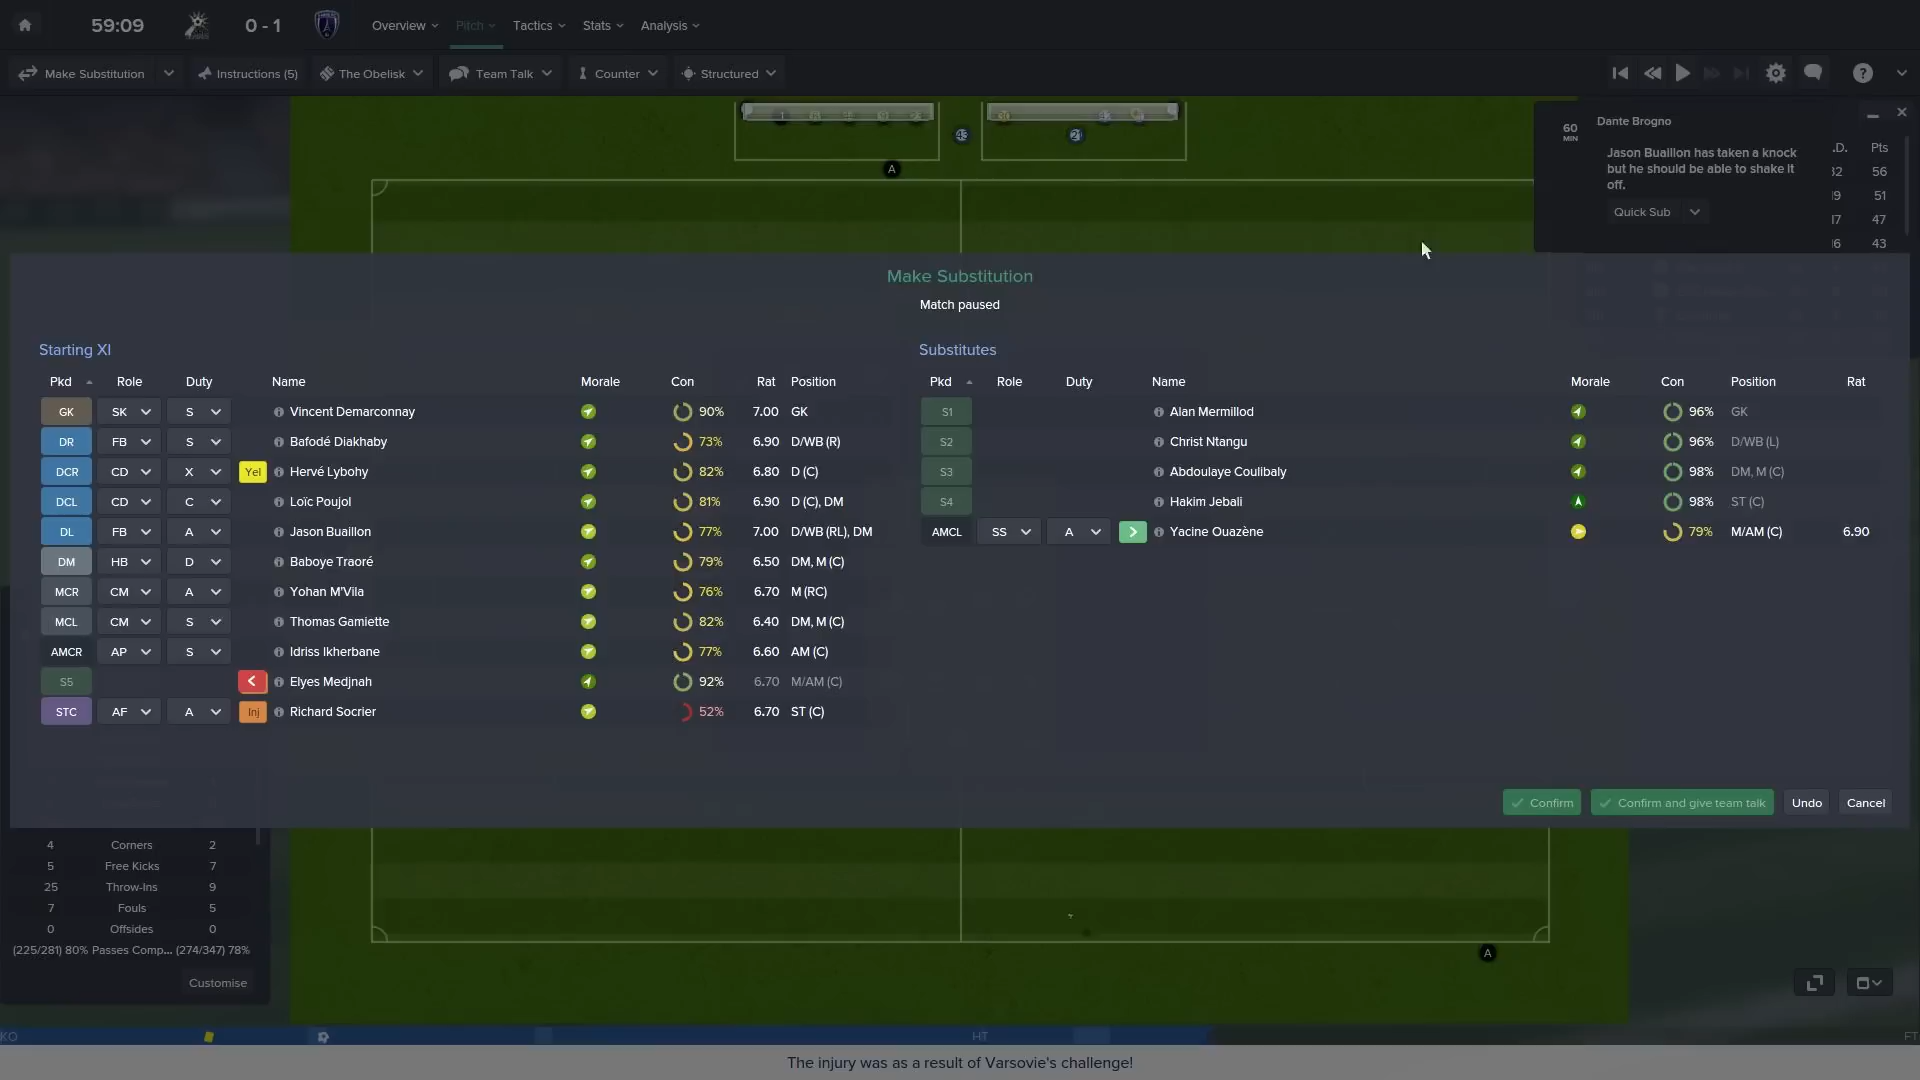 59:09
0 - 1
Overview
Pitch
Tactics
Stats
Analysis
Make Substitution
Instructions (5)
The Obelisk
Team Talk
Counter
Structured
60
MIN
Dante Brogno
Jason Buaillon has taken a knock
but he should be able to shake it
off.
Quick Sub
Pts
56
51
47
43
43
21
A
Make Substitution
Match paused
Starting XI
Pkd Role Duty Name Morale Con Rat Position
GK SK S Vincent Demarconnay 90% 7.00 GK
DR FB S Bafodé Diakhaby 73% 6.90 D/WB (R)
DCR CD X Yel Hervé Lybohy 82% 6.80 D (C)
DCL CD C Loïc Poujol 81% 6.90 D (C), DM
DL FB A Jason Buaillon 77% 7.00 D/WB (RL), DM
DM HB D Baboye Traoré 79% 6.50 DM, M (C)
MCR CM A Yohan M'Vila 76% 6.70 M (RC)
MCL CM S Thomas Gamiette 82% 6.40 DM, M (C)
AMCR AP S Idriss Ikherbane 77% 6.60 AM (C)
S5 Elyes Medjnah 92% 6.70 M/AM (C)
STC AF A Inj Richard Socrier 52% 6.70 ST (C)
Substitutes
Pkd Role Duty Name Morale Con Position Rat
S1 Alan Mermillod 96% GK
S2 Christ Ntangu 96% D/WB (L)
S3 Abdoulaye Coulibaly 98% DM, M (C)
S4 Hakim Jebali 98% ST (C)
AMCL SS A Yacine Ouazène 79% M/AM (C) 6.90
Confirm
Confirm and give team talk
Undo
Cancel
4 Corners 2
5 Free Kicks 7
25 Throw-Ins 9
7 Fouls 5
0 Offsides 0
(225/281) 80% Passes Comp... (274/347) 78%
Customise
A
KO
HT
FT
The injury was as a result of Varsovie's challenge!